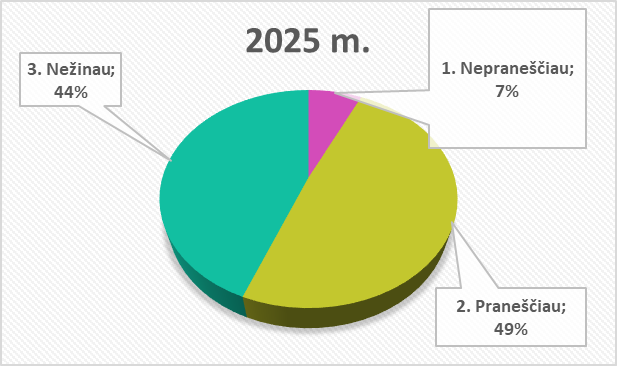 2025 m.
1. Nepraneščiau;
7%
2. Praneščiau;
49%
3. Nežinau;
44%